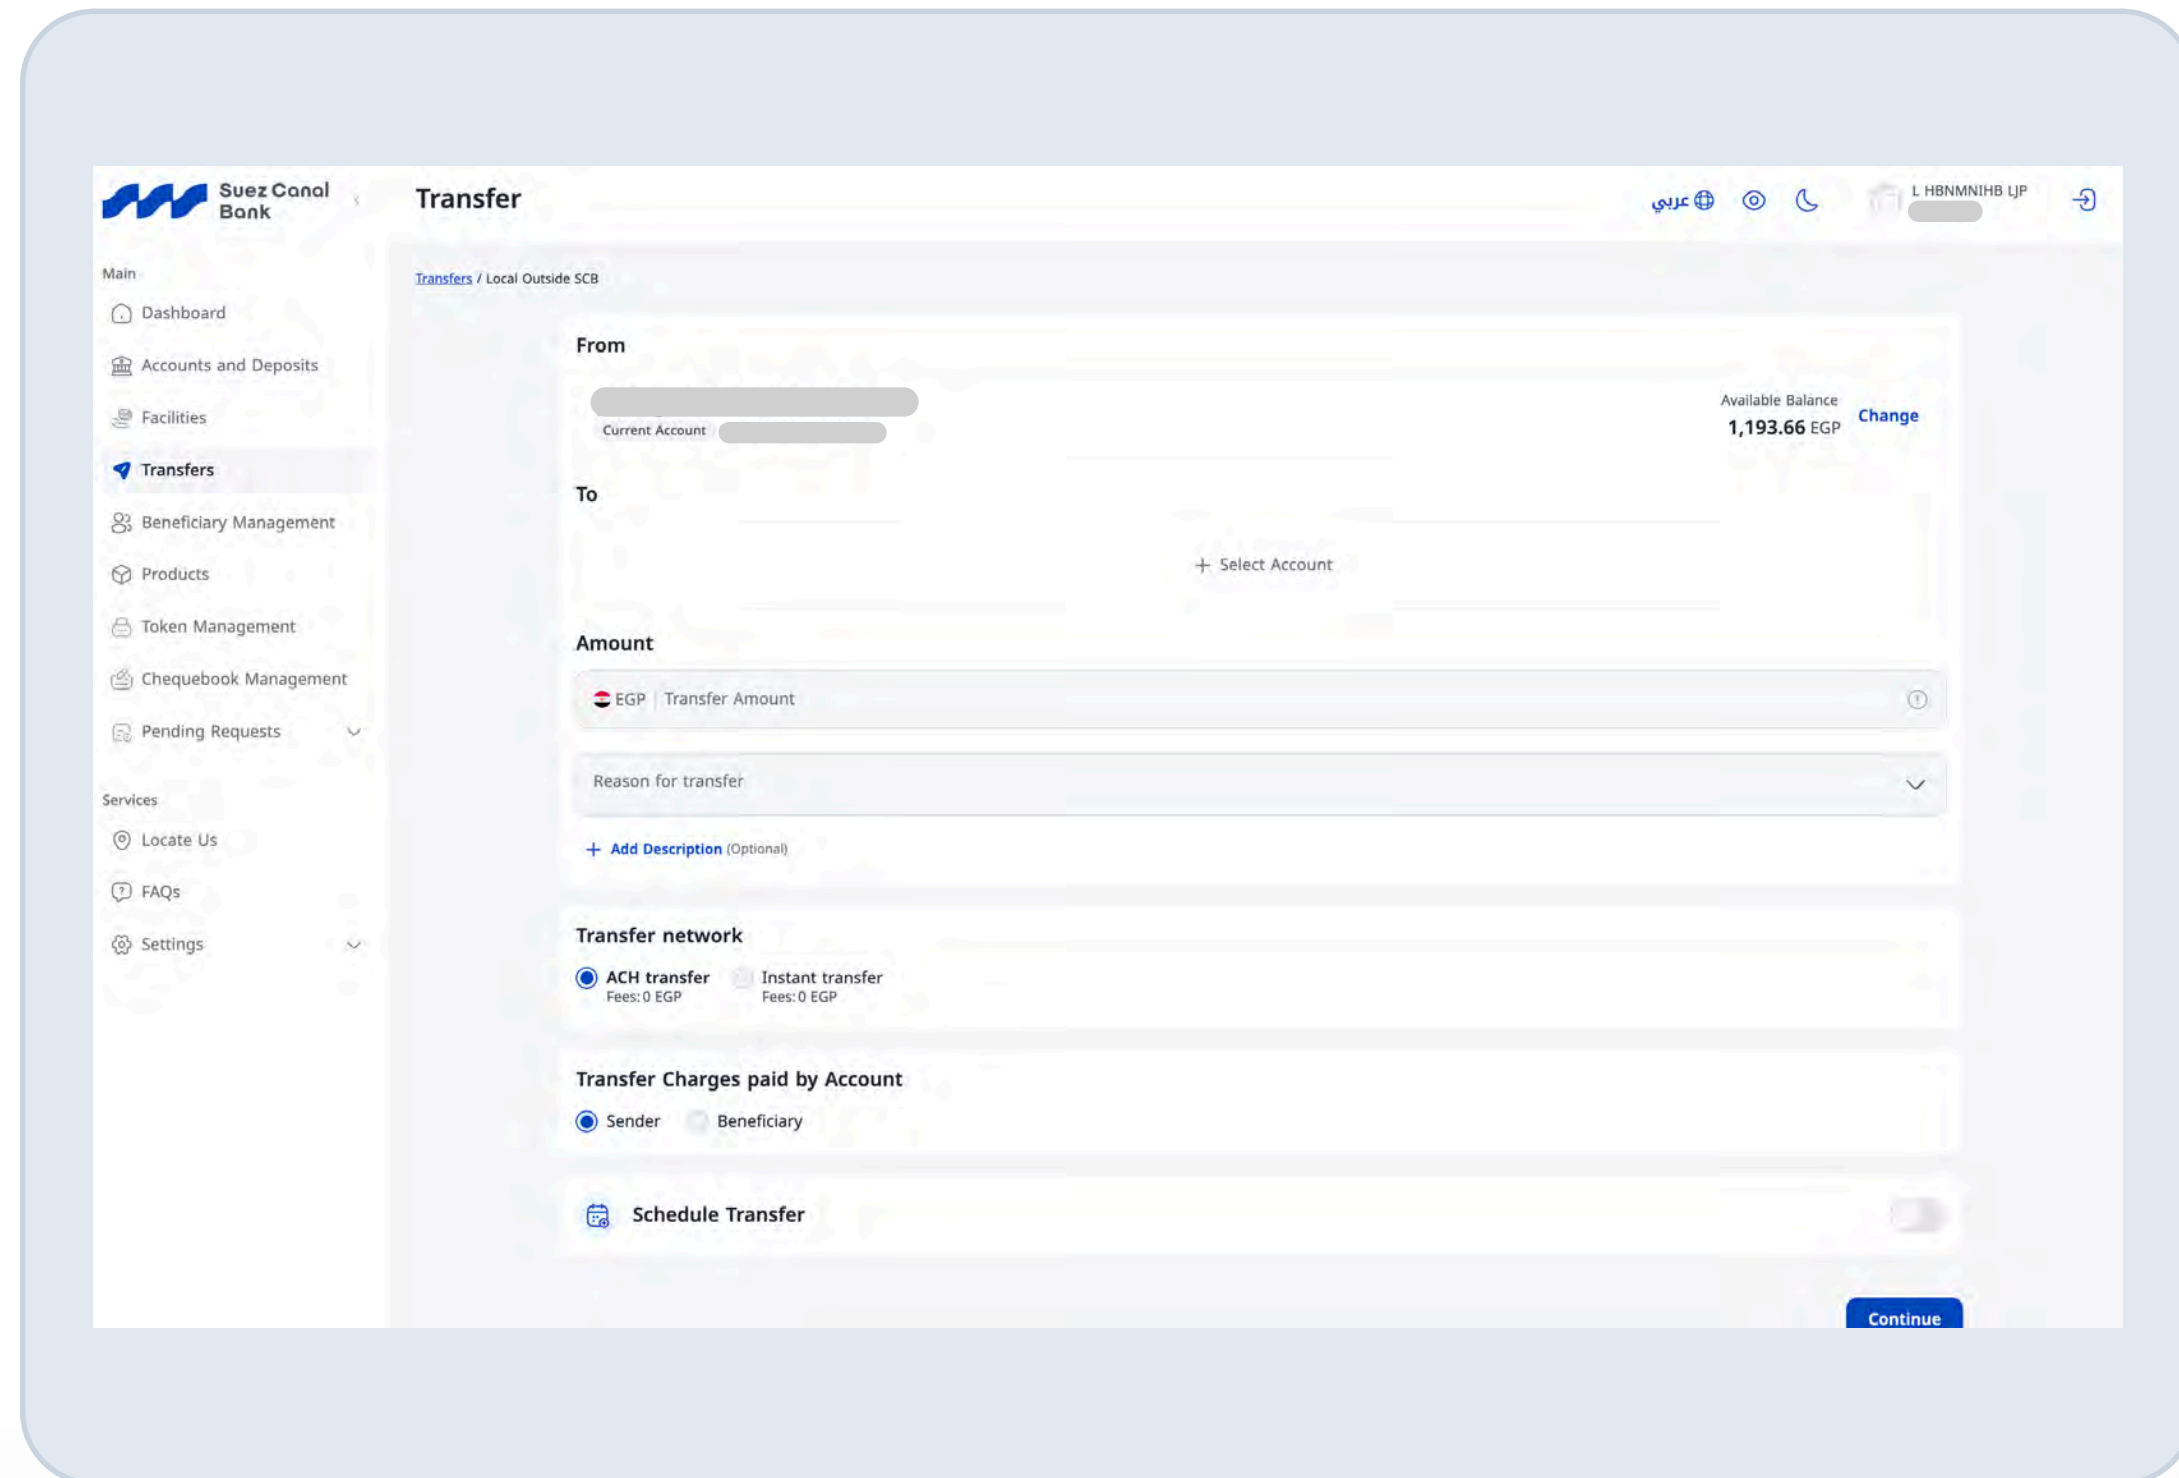 Suez Canal
Bank
Transfer
عربي
L HBNMNIHB LJP
Main
Dashboard
Accounts and Deposits
Facilities
Transfers
Beneficiary Management
Products
Token Management
Chequebook Management
Pending Requests
Services
Locate Us
FAQs
Settings
Transfers / Local Outside SCB
From
Current Account
Available Balance
1,193.66 EGP
Change
To
+ Select Account
Amount
EGP | Transfer Amount
Reason for transfer
+ Add Description (Optional)
Transfer network
ACH transfer
Fees: 0 EGP
Instant transfer
Fees: 0 EGP
Transfer Charges paid by Account
Sender
Beneficiary
Schedule Transfer
Continue